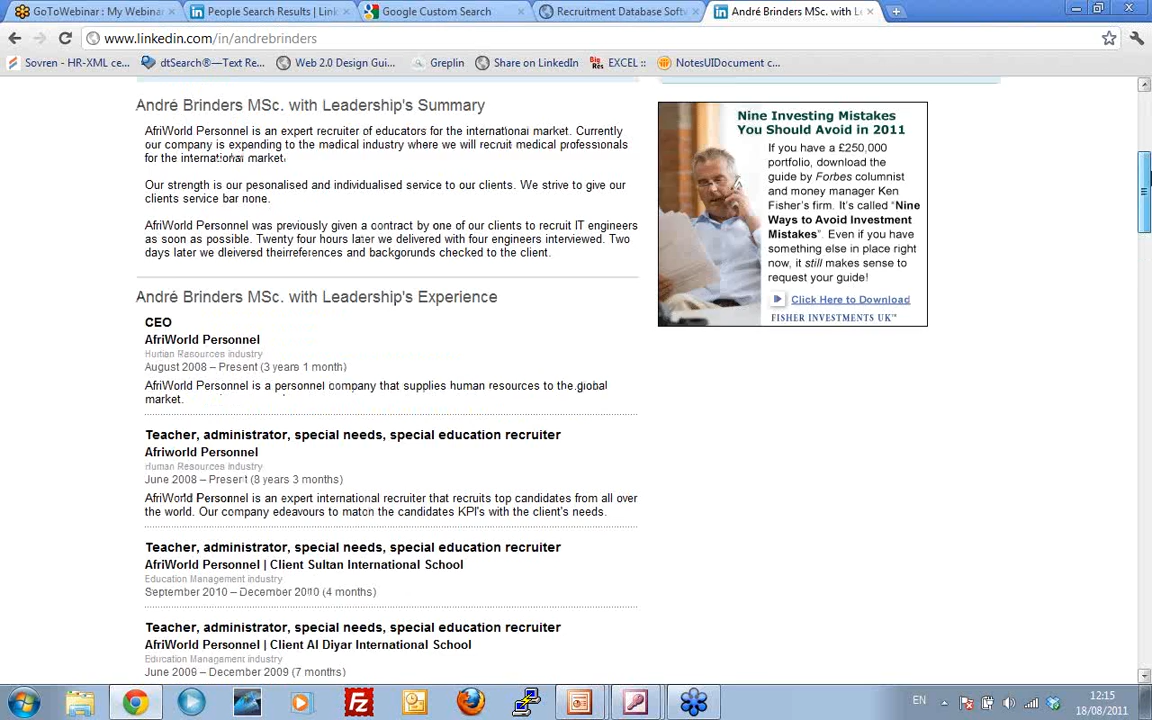 GoToWebinar : My Webinar
People Search Results | Link
Google Custom Search
Recruitment Database Softw
André Brinders MSc. with Le
www.linkedin.com/in/andrebrinders
Sovren - HR-XML ce...
dtSearch®—Text Re...
Web 2.0 Design Gui...
Greplin
Share on LinkedIn
Big Res
EXCEL ::
NotesUIDocument c...
André Brinders MSc. with Leadership's Summary
AfriWorld Personnel is an expert recruiter of educators for the international market. Currently
our company is expending to the madical industry where we will recruit medical professionals
for the international market.
Our strength is our pesonalised and individualised service to our clients. We strive to give our
clients service bar none.
AfriWorld Personnel was previously given a contract by one of our clients to recruit IT engineers
as soon as possible. Twenty four hours later we delivered with four engineers interviewed. Two
days later we dleivered theirreferences and backgorunds checked to the client.
André Brinders MSc. with Leadership's Experience
CEO
AfriWorld Personnel
Human Resources industry
August 2008 – Present (3 years 1 month)
AfriWorld Personnel is a personnel company that supplies human resources to the global
market.
Teacher, administrator, special needs, special education recruiter
Afriworld Personnel
Human Resources industry
June 2008 – Present (3 years 3 months)
AfriWorld Personnel is an expert international recruiter that recruits top candidates from all over
the world. Our company edeavours to match the candidates KPI's with the client's needs.
Teacher, administrator, special needs, special education recruiter
AfriWorld Personnel | Client Sultan International School
Education Management industry
September 2010 – December 2010 (4 months)
Teacher, administrator, special needs, special education recruiter
AfriWorld Personnel | Client Al Diyar International School
Education Management industry
June 2009 – December 2009 (7 months)
Nine Investing Mistakes
You Should Avoid in 2011
If you have a £250,000
portfolio, download the
guide by Forbes columnist
and money manager Ken
Fisher's firm. It's called "Nine
Ways to Avoid Investment
Mistakes". Even if you have
something else in place right
now, it still makes sense to
request your guide!
Click Here to Download
FISHER INVESTMENTS UK™
EN
12:15
18/08/2011